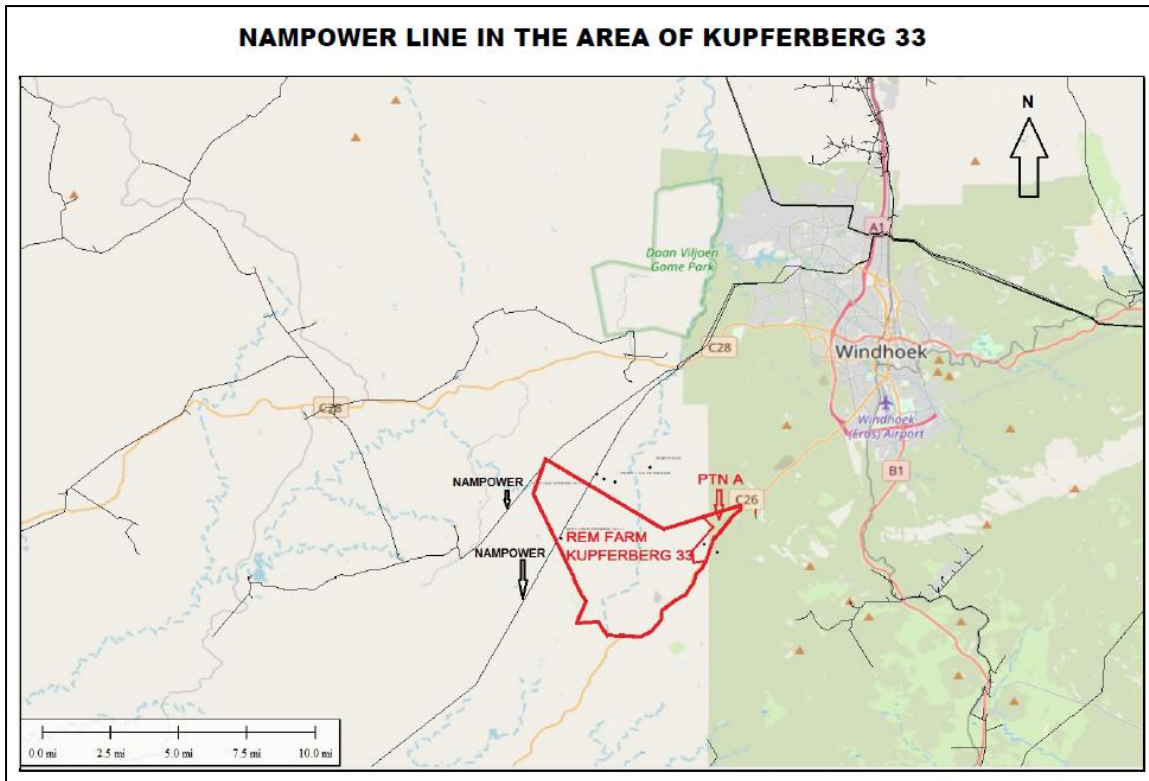 NAMPOWER LINE IN THE AREA OF KUPFERBERG 33
N
A1
Daan Viljoen
Game Park
C28
Windhoek
C28
Windhoek
(Eros) Airport
B1
NAMPOWER
PTN A
C26
REM FARM
KUPFERBERG 33
NAMPOWER
0.0 mi
2.5 mi
5.0 mi
7.5 mi
10.0 mi